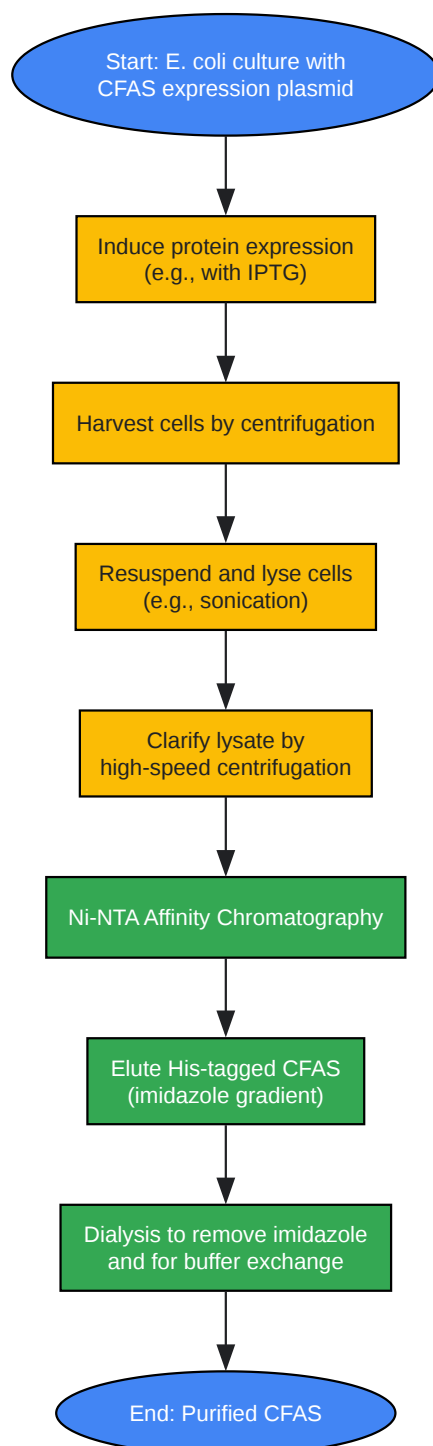 Start: E. coli culture with
CFAS expression plasmid
Induce protein expression
(e.g., with IPTG)
Harvest cells by centrifugation
Resuspend and lyse cells
(e.g., sonication)
Clarify lysate by
high-speed centrifugation
Ni-NTA Affinity Chromatography
Elute His-tagged CFAS
(imidazole gradient)
Dialysis to remove imidazole
and for buffer exchange
End: Purified CFAS